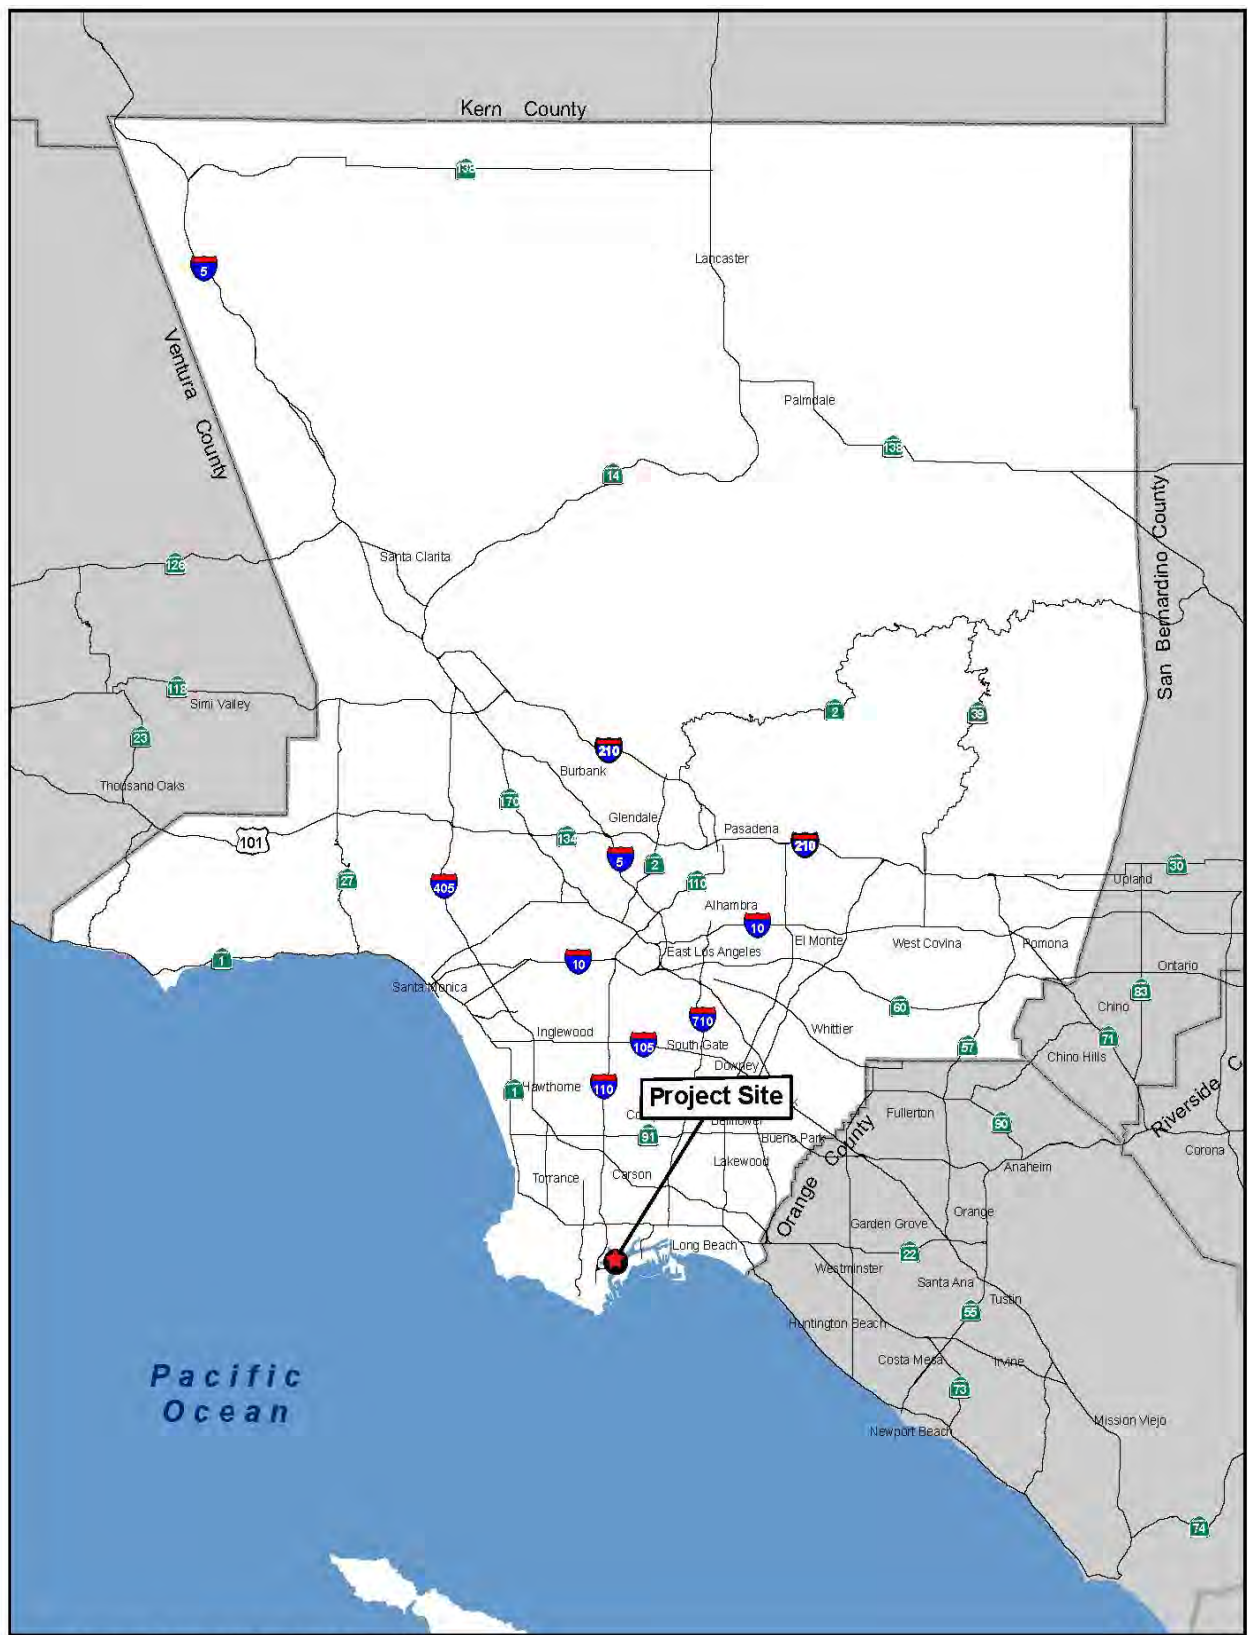 Kern County
138
Lancaster
5
Ventura County
Palmdale
138
14
San Bernardino County
Santa Clarita
126
118
Simi Valley
2
39
23
210
Burbank
Thousand Oaks
170
Glendale
134
Pasadena
101
210
5
2
30
27
405
110
Upland
Alhambra
10
El Monte
West Covina
Pomona
East Los Angeles
1
10
Ontario
Santa Monica
83
60
Chino
710
Inglewood
Whittier
105
South Gate
57
71
Chino Hills
Downey
Hawthorne
1
110
Project Site
Riverside C
Fullerton
90
91
Buena Park
Orange County
Corona
Lakewood
Anaheim
Torrance
Carson
Orange
Garden Grove
Long Beach
22
Westminster
Santa Ana
Tustin
55
Huntington Beach
Costa Mesa
Irvine
Pacific
Ocean
73
Mission Viejo
Newport Beach
74